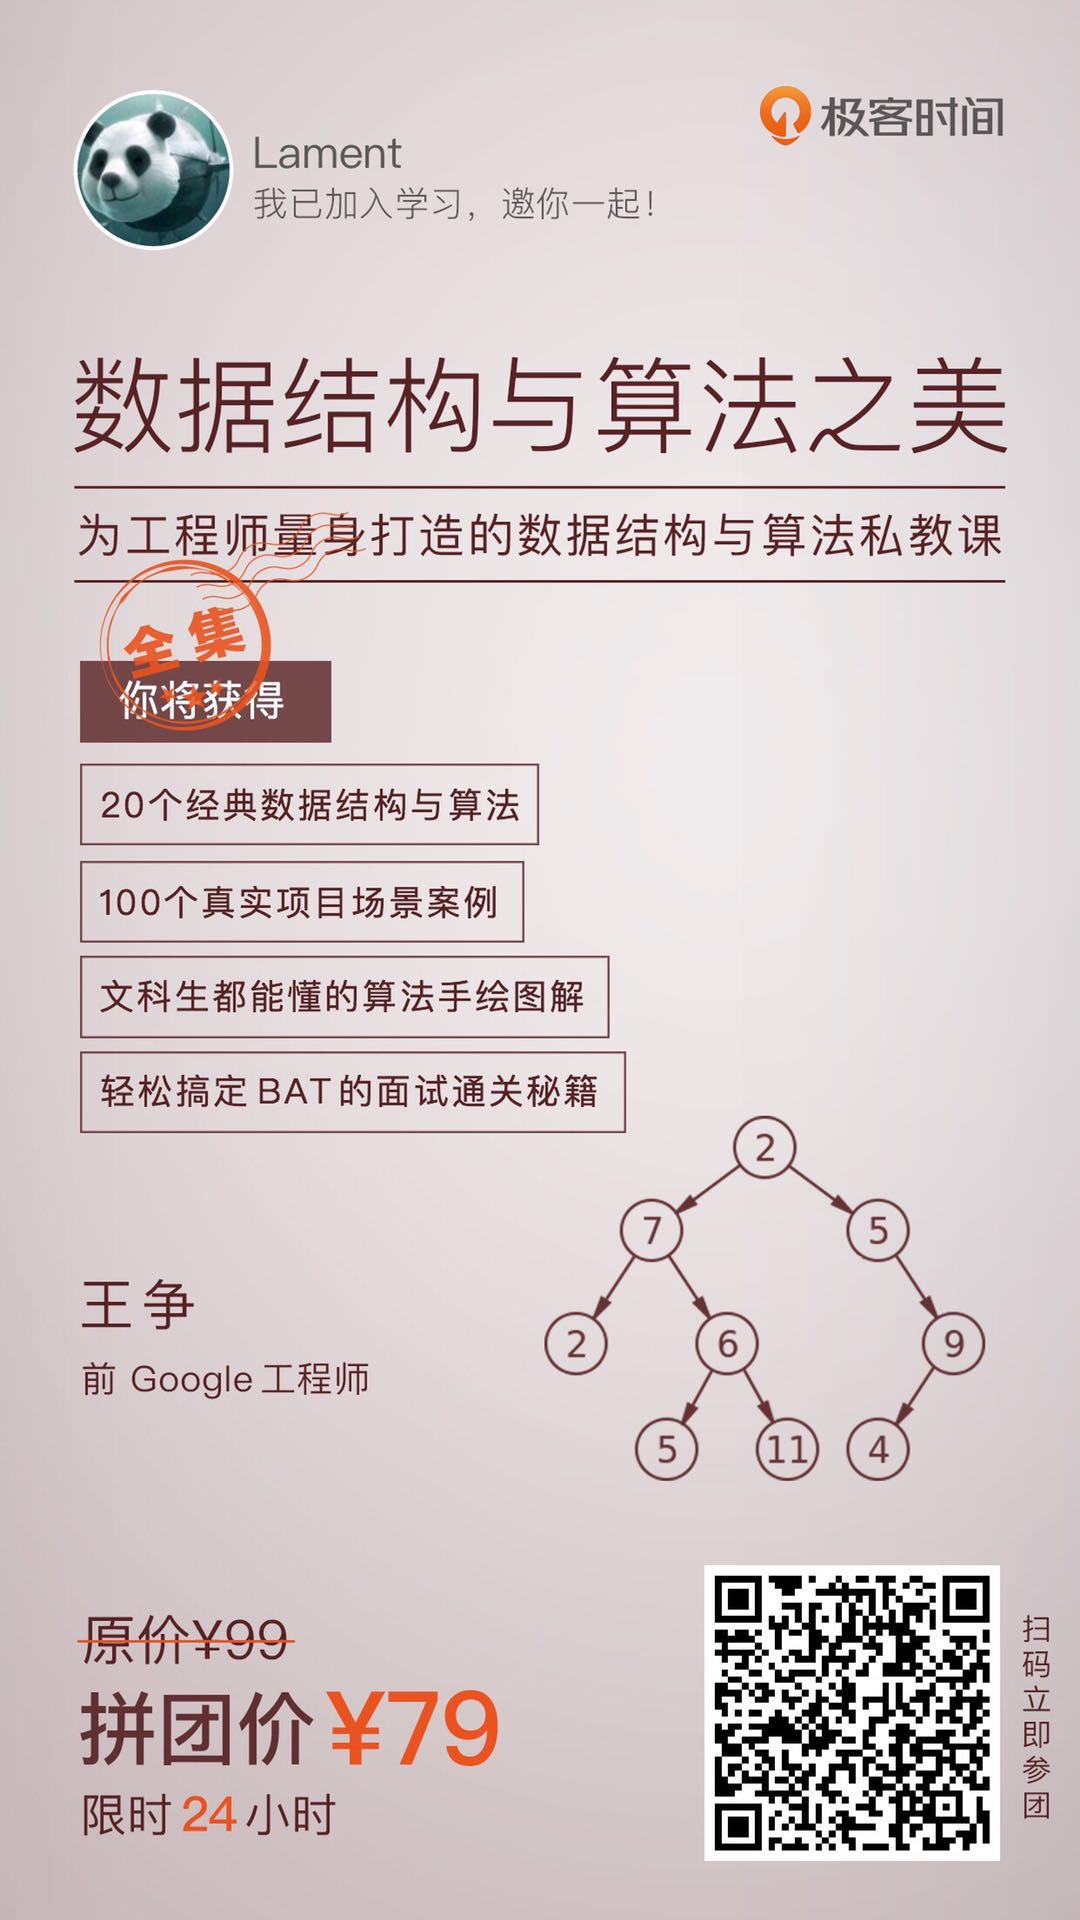 Lament
我已加入学习，邀你一起！
极客时间
数据结构与算法之美
为工程师量身打造的数据结构与算法私教课
全集
你将获得
20个经典数据结构与算法
100个真实项目场景案例
文科生都能懂的算法手绘图解
轻松搞定BAT的面试通关秘籍
2
7
5
2
6
9
5
11
4
王争
前 Google 工程师
原价¥99
拼团价¥79
限时24小时
扫码立即参团